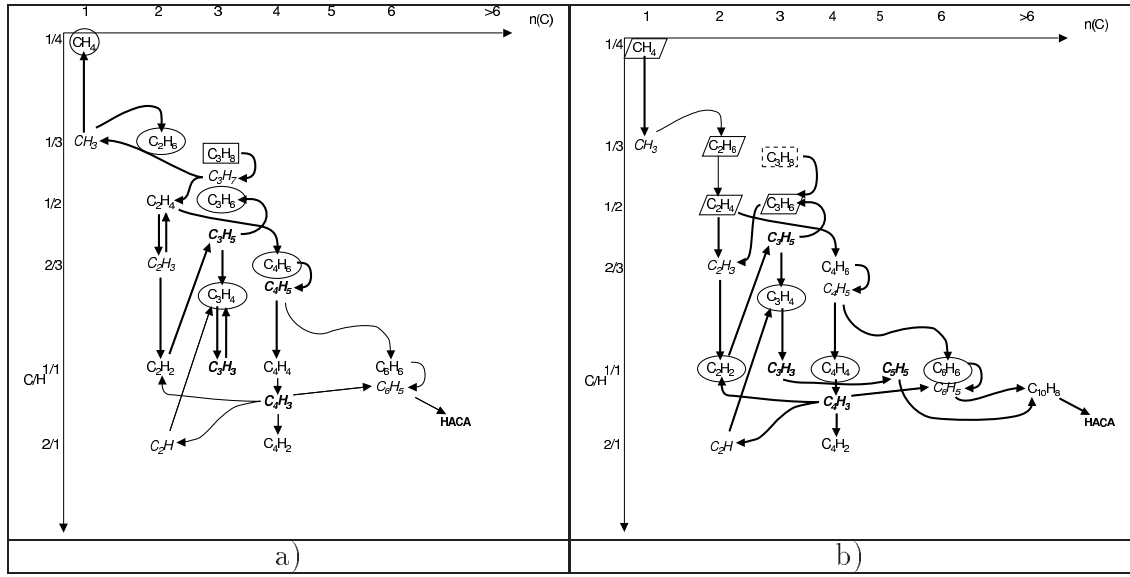 1 2 3 4 5 6 >6
n(C)
1/4 CH4
1/3 CH3 C2H6
C3H8
C3H7
1/2 C2H4 C3H6
C3H5
2/3 C2H3 C4H6
C4H5
C3H4
1/1 C2H2 C3H3 C4H4 C6H6
C/H
C6H5
C4H3
HACA
2/1 C2H C4H2
a)
1 2 3 4 5 6 >6
n(C)
1/4 CH4
1/3 CH3 C2H6
C3H8
1/2 C2H4 C3H6
C3H5
2/3 C2H3 C4H6
C4H5
C3H4
1/1 C2H2 C3H3 C4H4 C5H5 C6H6
C/H
C6H5 C10H8
C4H3
HACA
2/1 C2H C4H2
b)